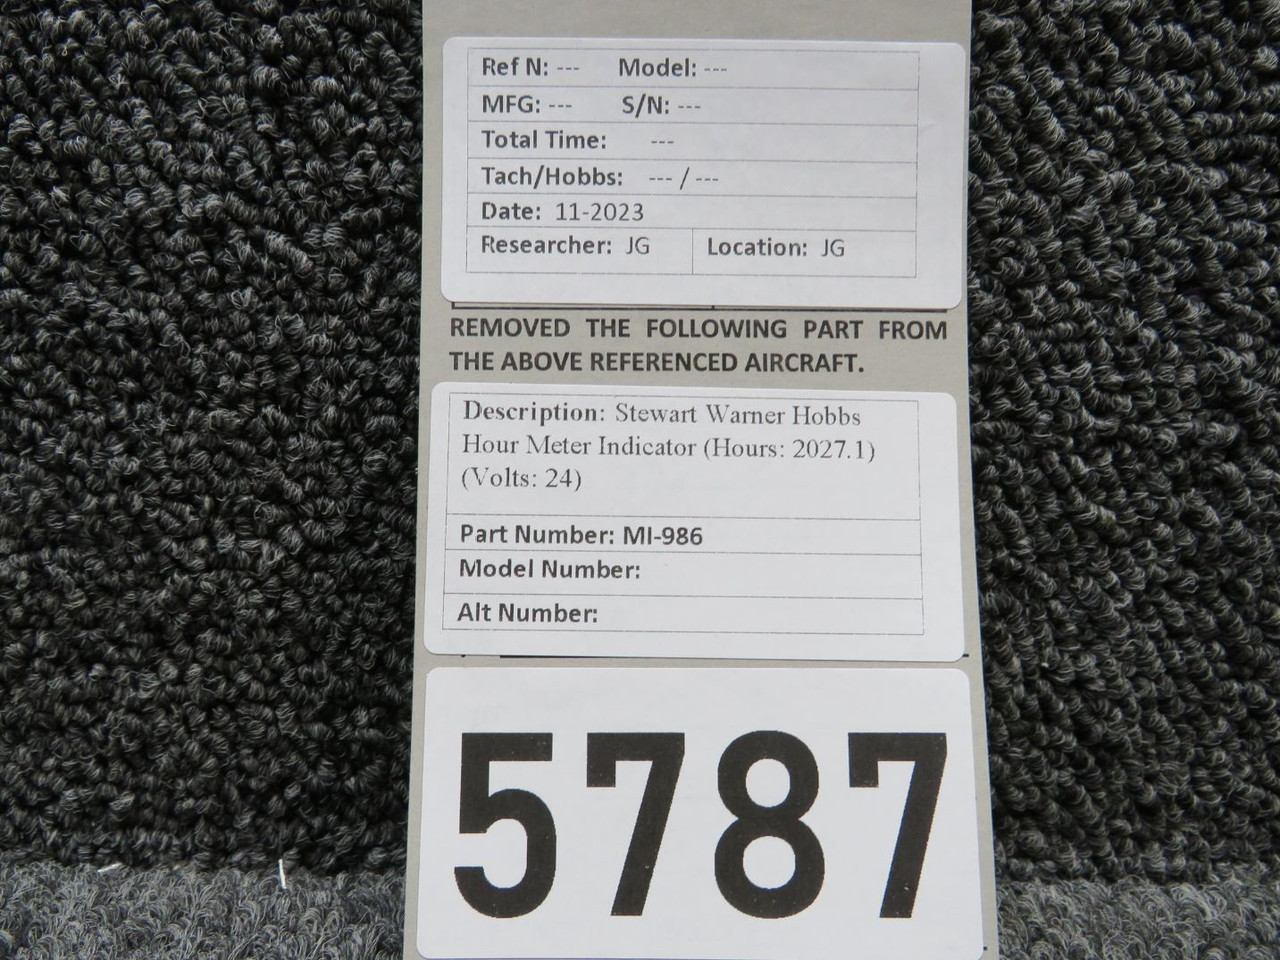 Ref N: --- Model: ---
MFG: --- S/N: ---
Total Time: ---
Tach/Hobbs: --- / ---
Date: 11-2023
Researcher: JG Location: JG
REMOVED THE FOLLOWING PART FROM
THE ABOVE REFERENCED AIRCRAFT.
Description: Stewart Warner Hobbs
Hour Meter Indicator (Hours: 2027.1)
(Volts: 24)
Part Number: MI-986
Model Number:
Alt Number:
5787